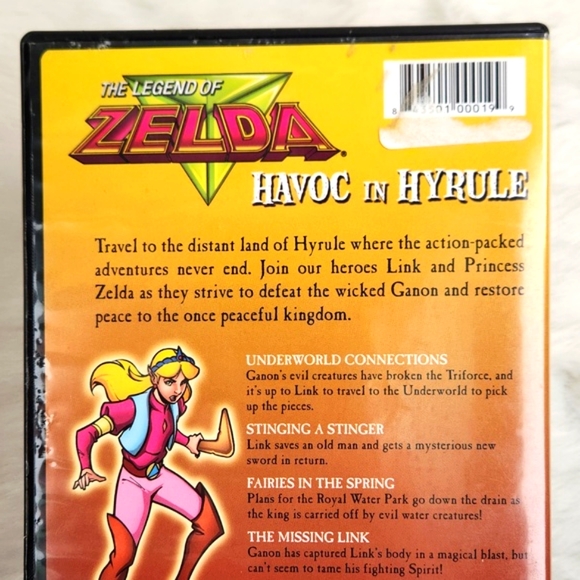 THE LEGEND OF
ZELDA
HAVOC IN HYRULE
Travel to the distant land of Hyrule where the action-packed
adventures never end. Join our heroes Link and Princess
Zelda as they strive to defeat the wicked Ganon and restore
peace to the once peaceful kingdom.
UNDERWORLD CONNECTIONS
Ganon's evil creatures have broken the Triforce, and
it's up to Link to travel to the Underworld to pick
up the pieces.
STINGING A STINGER
Link saves an old man and gets a mysterious new
sword in return.
FAIRIES IN THE SPRING
Plans for the Royal Water Park go down the drain as
the king is carried off by evil water creatures!
THE MISSING LINK
Ganon has captured Link's body in a magical blast, but
can't seem to tame his fighting Spirit!